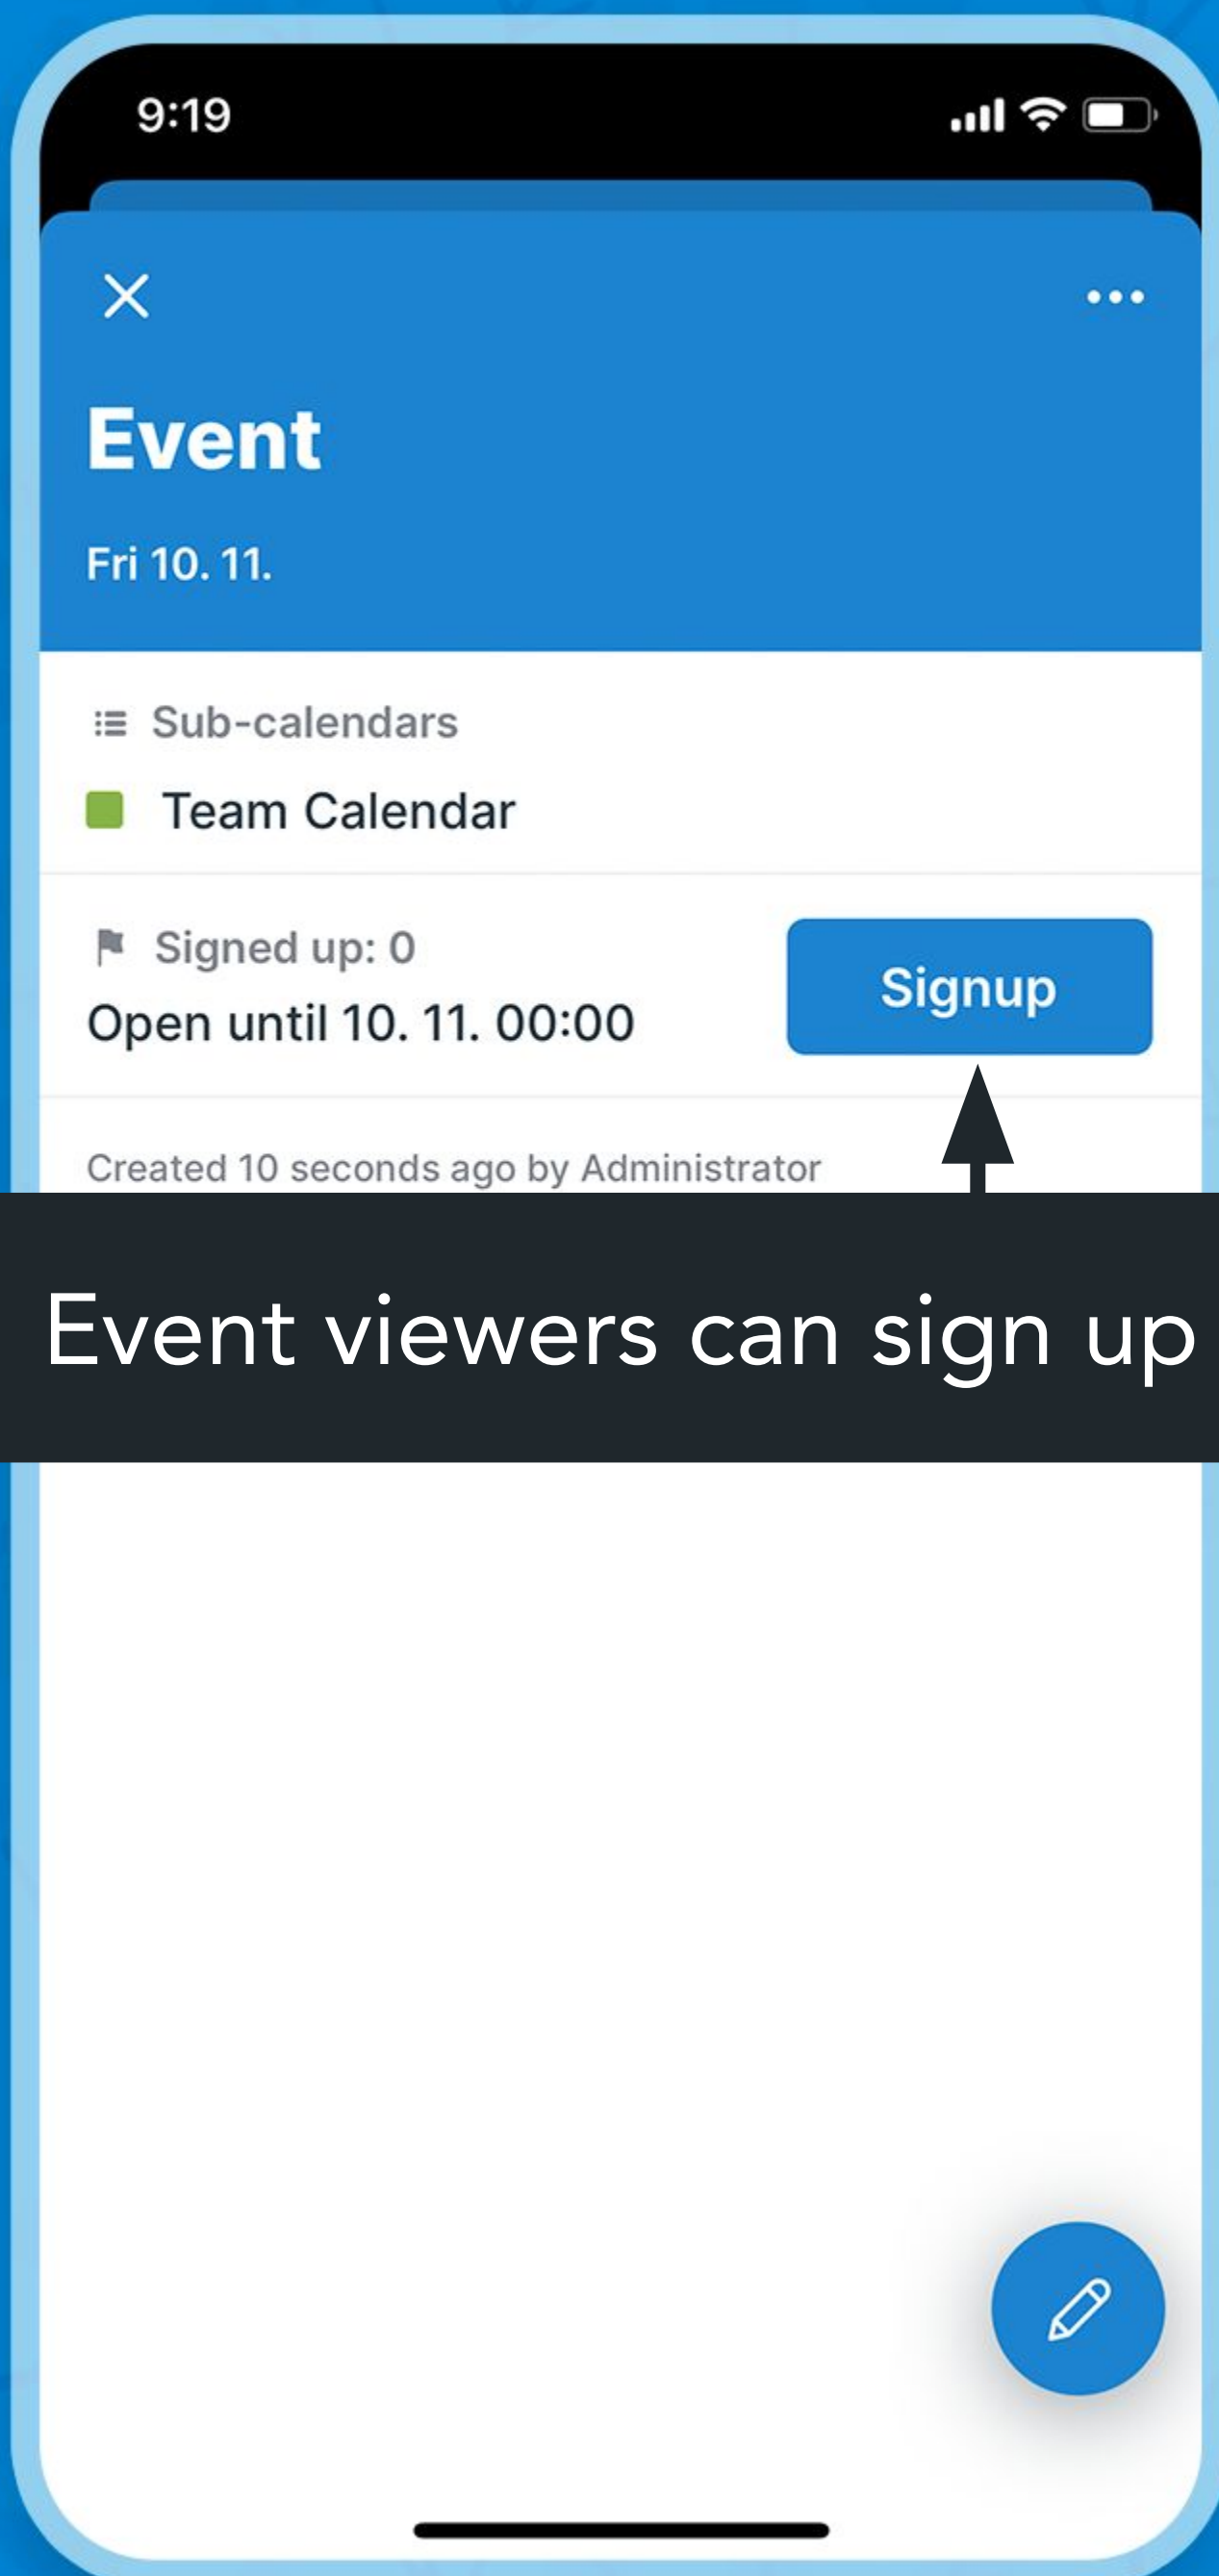 9:19
Event
Fri 10. 11.
Sub-calendars
Team Calendar
Signed up: 0
Open until 10. 11. 00:00
Signup
Created 10 seconds ago by Administrator
Event viewers can sign up